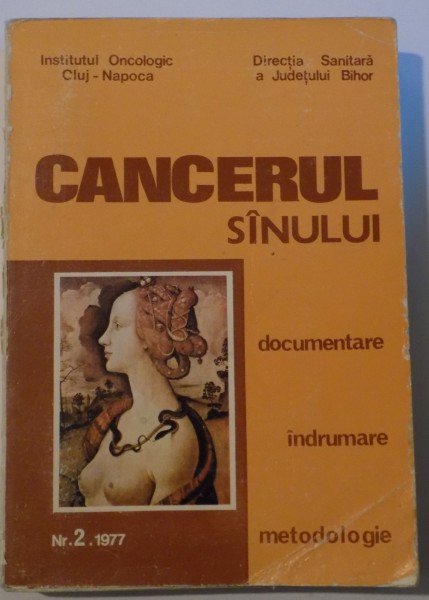 Institutul Oncologic
Cluj - Napoca
Direcția Sanitară
a Județului Bihor
CANCERUL
SÎNULUI
documentare
îndrumare
metodologie
Nr. 2. 1977